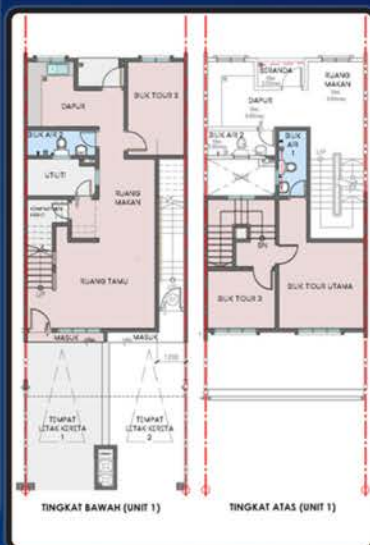 DAPUR
BILIK TIDUR 2
BILIK AIR 2
UTILITI
RUANG
MAKAN
RUANG TAMU
MASUK
MASUK
1200
TEMPAT
LETAK KERETA
1
TEMPAT
LETAK KERETA
2
TINGKAT BAWAH (UNIT 1)
BERANDA
RUANG
MAKAN
DAPUR
BILIK AIR 2
BILIK
AIR
BILIK TIDUR 3
BILIK TIDUR UTAMA
TINGKAT ATAS (UNIT 1)